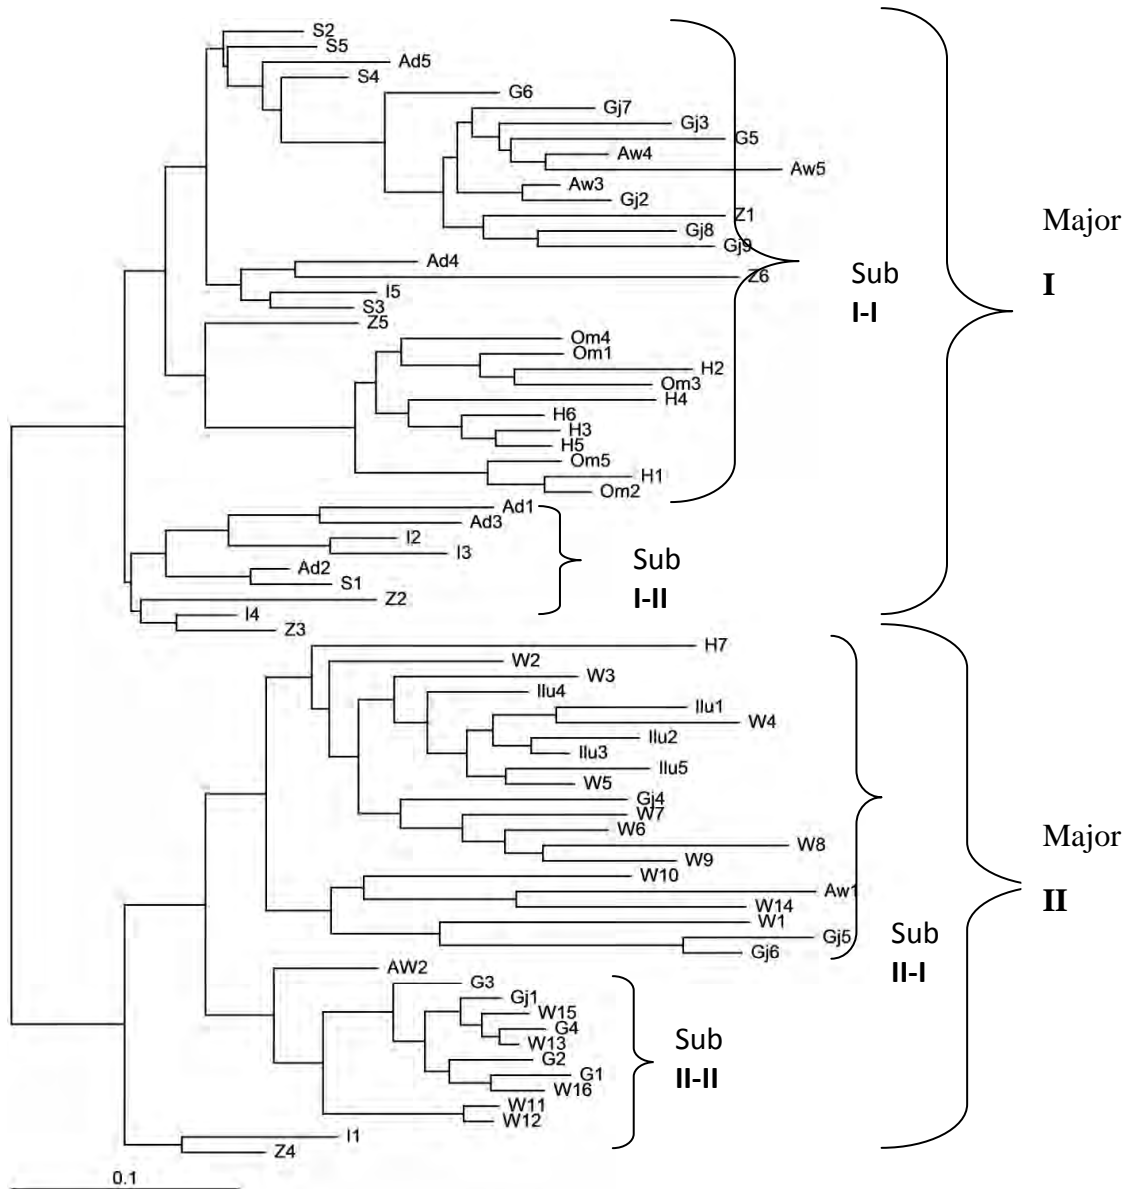 S2
S5
Ad5
S4
G6
Gj7
Gj3
G5
Aw4
Aw5
Aw3
Gj2
Z1
Gj8
Gj9
Ad4
Z6
I5
S3
Z5
Om4
Om1
H2
Om3
H4
H6
H3
H5
Om5
H1
Om2
Sub
I-I
Major
I
Ad1
Ad3
I2
I3
Ad2
S1
Z2
I4
Z3
Sub
I-II
H7
W2
W3
Ilu4
Ilu1
W4
Ilu2
Ilu3
Ilu5
W5
Gj4
W7
W6
W8
W9
W10
Aw1
W14
W1
Gj5
Gj6
Sub
II-I
Major
II
AW2
G3
Gj1
W15
G4
W13
G2
G1
W16
W11
W12
I1
Z4
Sub
II-II
0.1